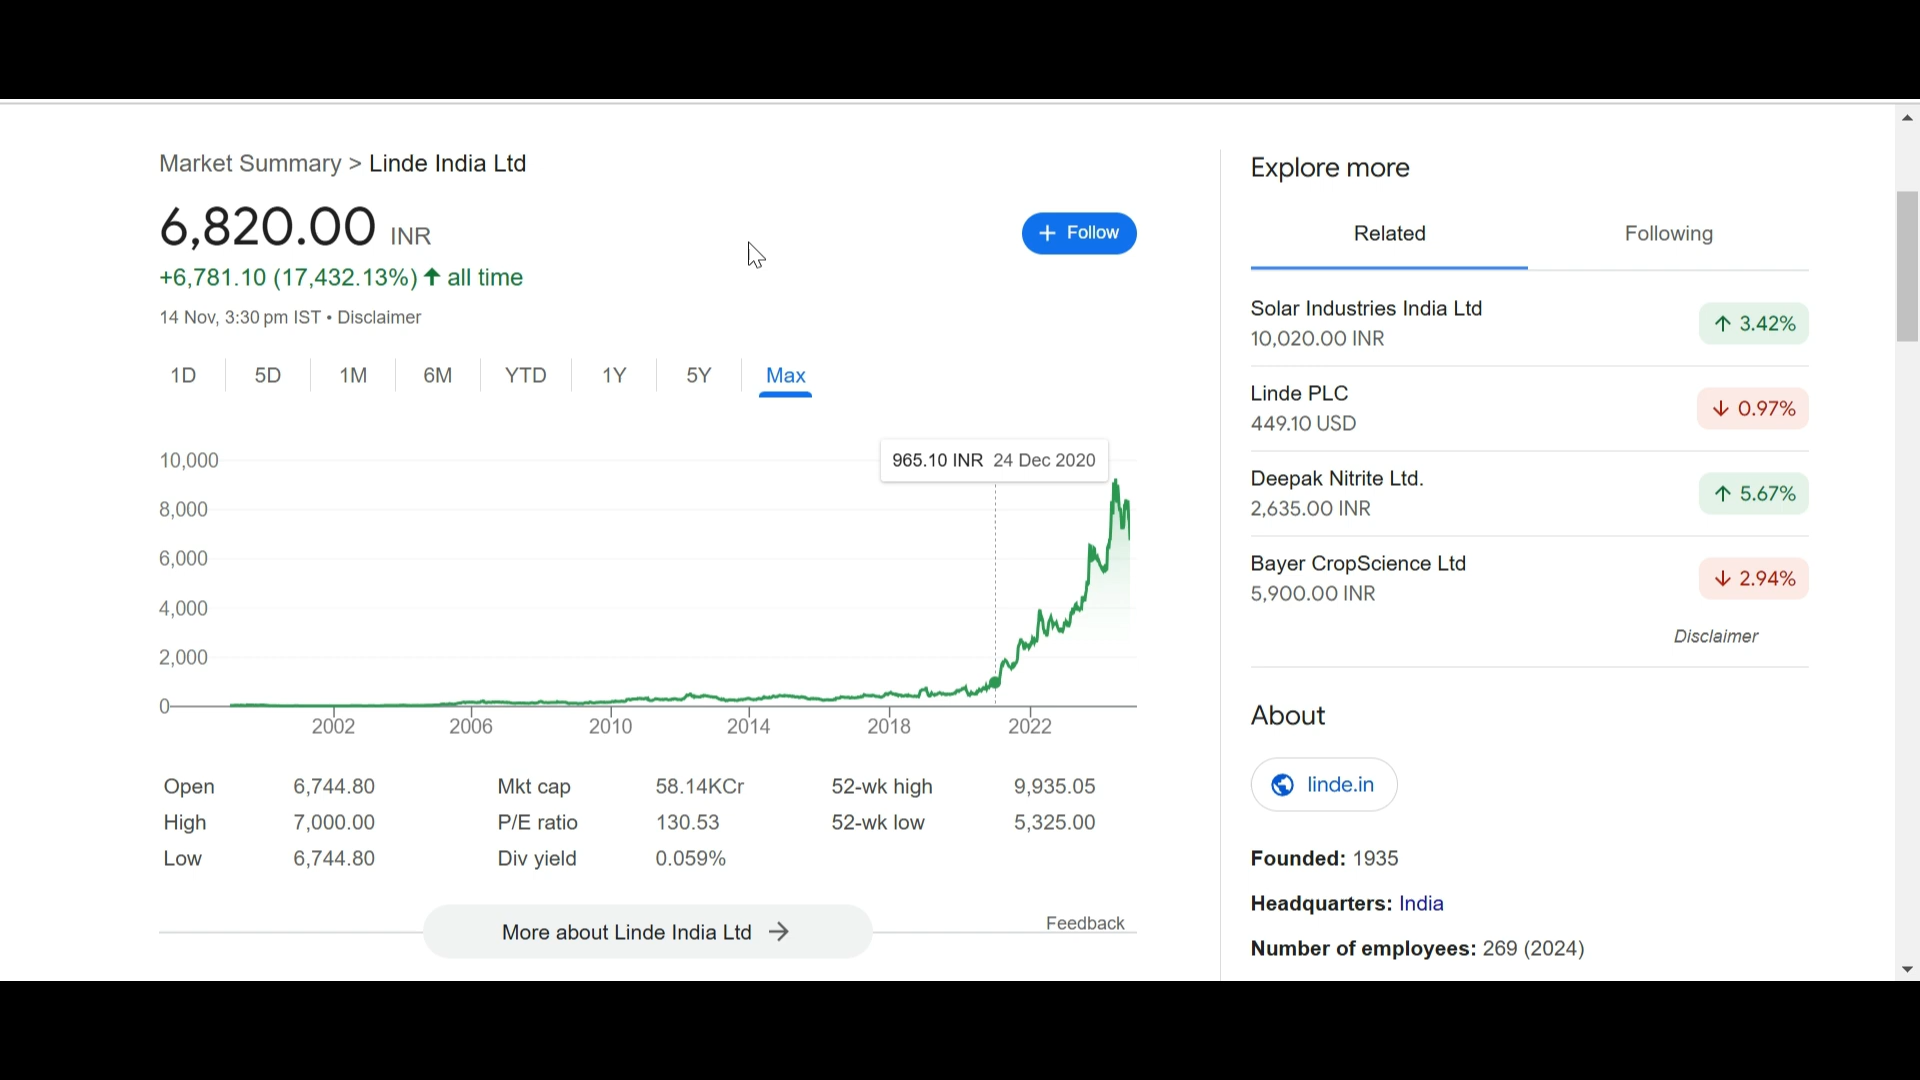 Market Summary > Linde India Ltd
6,820.00 INR
+ Follow
+6,781.10 (17,432.13%) ↑ all time
14 Nov, 3:30 pm IST • Disclaimer
1D 5D 1M 6M YTD 1Y 5Y Max
965.10 INR 24 Dec 2020
10,000
8,000
6,000
4,000
2,000
0
2002 2006 2010 2014 2018 2022
Open 6,744.80 Mkt cap 58.14KCr 52-wk high 9,935.05
High 7,000.00 P/E ratio 130.53 52-wk low 5,325.00
Low 6,744.80 Div yield 0.059%
More about Linde India Ltd →
Feedback
Explore more
Related Following
Solar Industries India Ltd
10,020.00 INR
↑ 3.42%
Linde PLC
449.10 USD
↓ 0.97%
Deepak Nitrite Ltd.
2,635.00 INR
↑ 5.67%
Bayer CropScience Ltd
5,900.00 INR
↓ 2.94%
Disclaimer
About
linde.in
Founded: 1935
Headquarters: India
Number of employees: 269 (2024)